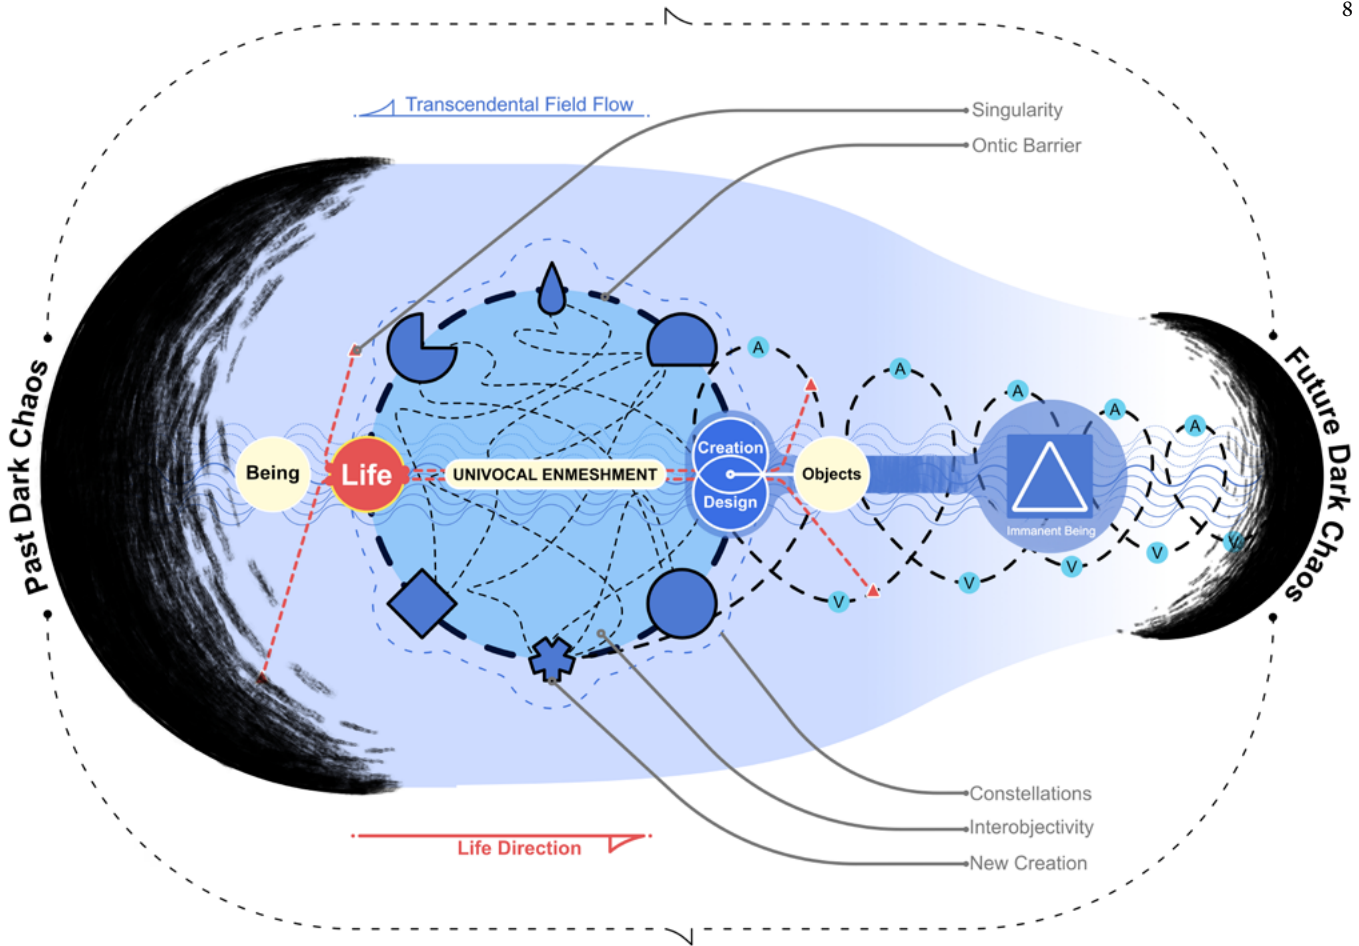 8
Transcendental Field Flow
Singularity
Ontic Barrier
Past Dark Chaos
Future Dark Chaos
A
A
A
A
A
Being
Life
UNIVOCAL ENMESHMENT
Creation
Design
Objects
Immanent Being
V
V
V
V
V
Constellations
Interobjectivity
New Creation
Life Direction